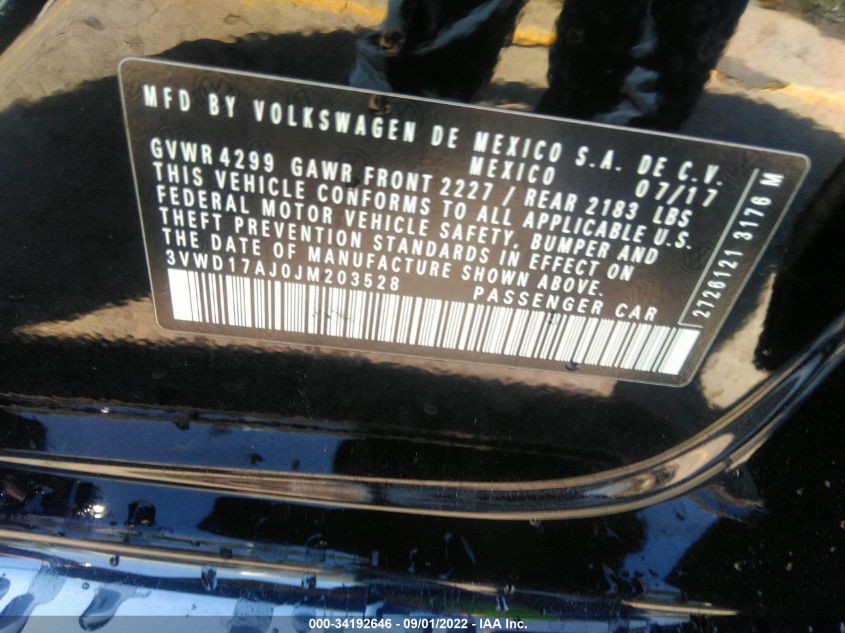 MFD BY VOLKSWAGEN DE MEXICO S.A. DE C.V.
MEXICO 07/17
GVWR 4299 GAWR FRONT 2227 / REAR 2183 LBS
THIS VEHICLE CONFORMS TO ALL APPLICABLE U.S.
FEDERAL MOTOR VEHICLE SAFETY, BUMPER AND
THEFT PREVENTION STANDARDS IN EFFECT ON
THE DATE OF MANUFACTURE SHOWN ABOVE.
3VWD17AJ0JM203528 PASSENGER CAR
2726121 3176 M
000-34192646 - 09/01/2022 - IAA Inc.